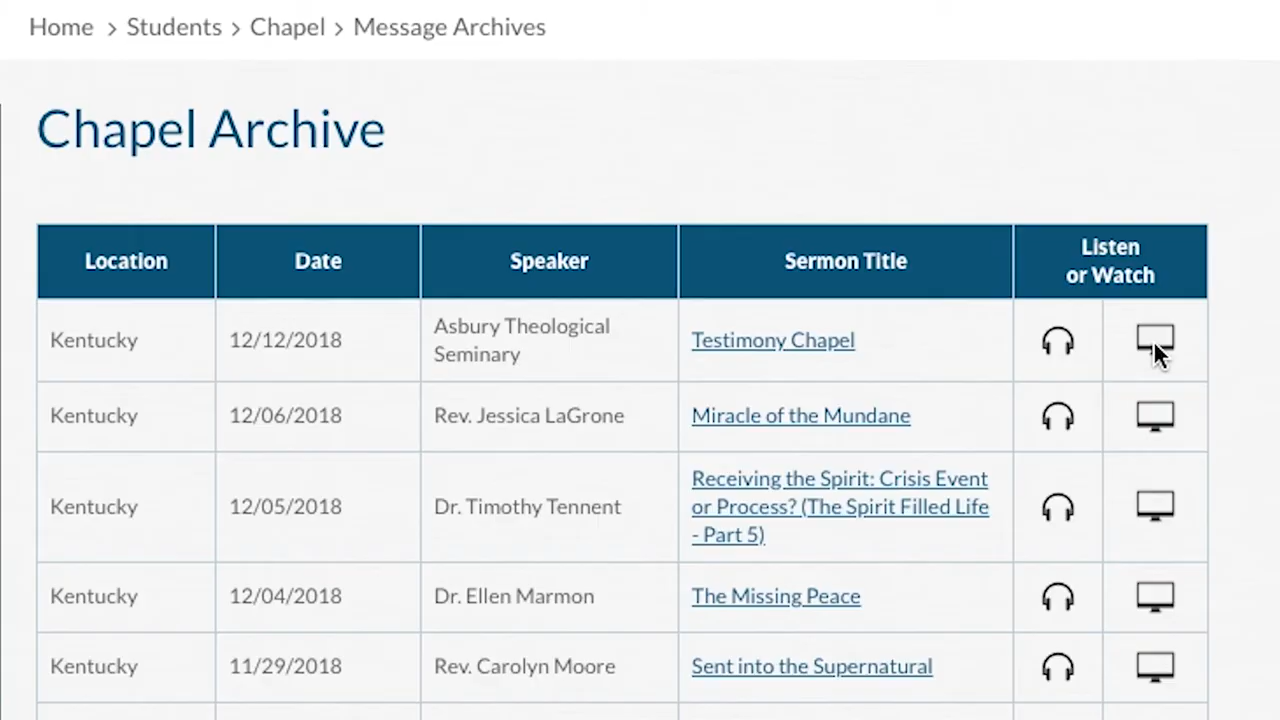 Home > Students > Chapel > Message Archives
Chapel Archive
Location Date Speaker Sermon Title Listen
or Watch
Kentucky 12/12/2018 Asbury Theological
Seminary Testimony Chapel
Kentucky 12/06/2018 Rev. Jessica LaGrone Miracle of the Mundane
Kentucky 12/05/2018 Dr. Timothy Tennent Receiving the Spirit: Crisis Event
or Process? (The Spirit Filled Life
- Part 5)
Kentucky 12/04/2018 Dr. Ellen Marmon The Missing Peace
Kentucky 11/29/2018 Rev. Carolyn Moore Sent into the Supernatural